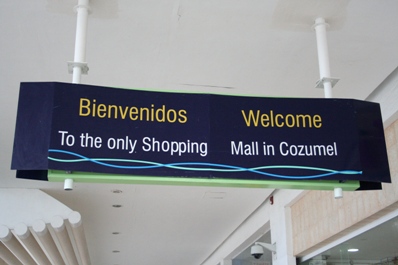 Bienvenidos Welcome
To the only Shopping Mall in Cozumel